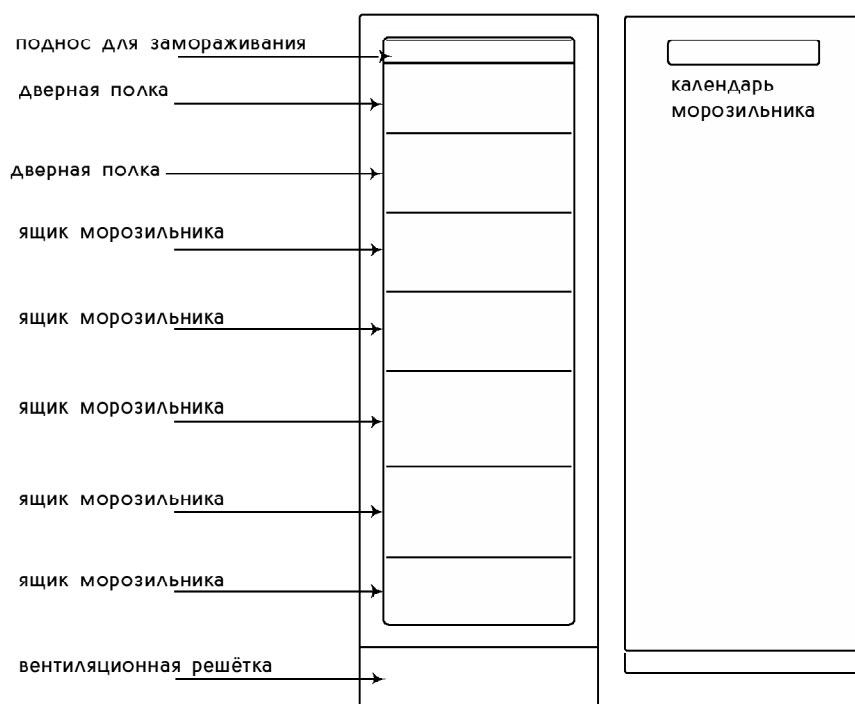 поднос для замораживания
дверная полка
дверная полка
ящик морозильника
ящик морозильника
ящик морозильника
ящик морозильника
ящик морозильника
вентиляционная решётка
календарь
морозильника